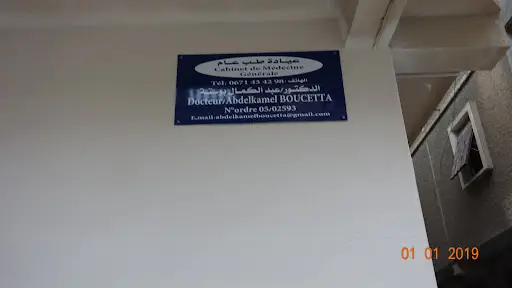 عيادة طب عام
Cabinet de Médecine
Générale
Tél: 0671 43 42 98 :الهاتف
الدكتور/عبد الكمال بوستة
Docteur/Abdelkamel BOUCETTA
N°ordre 05/02593
E.mail-abdelkamelboucetta@gmail.com
01 01 2019